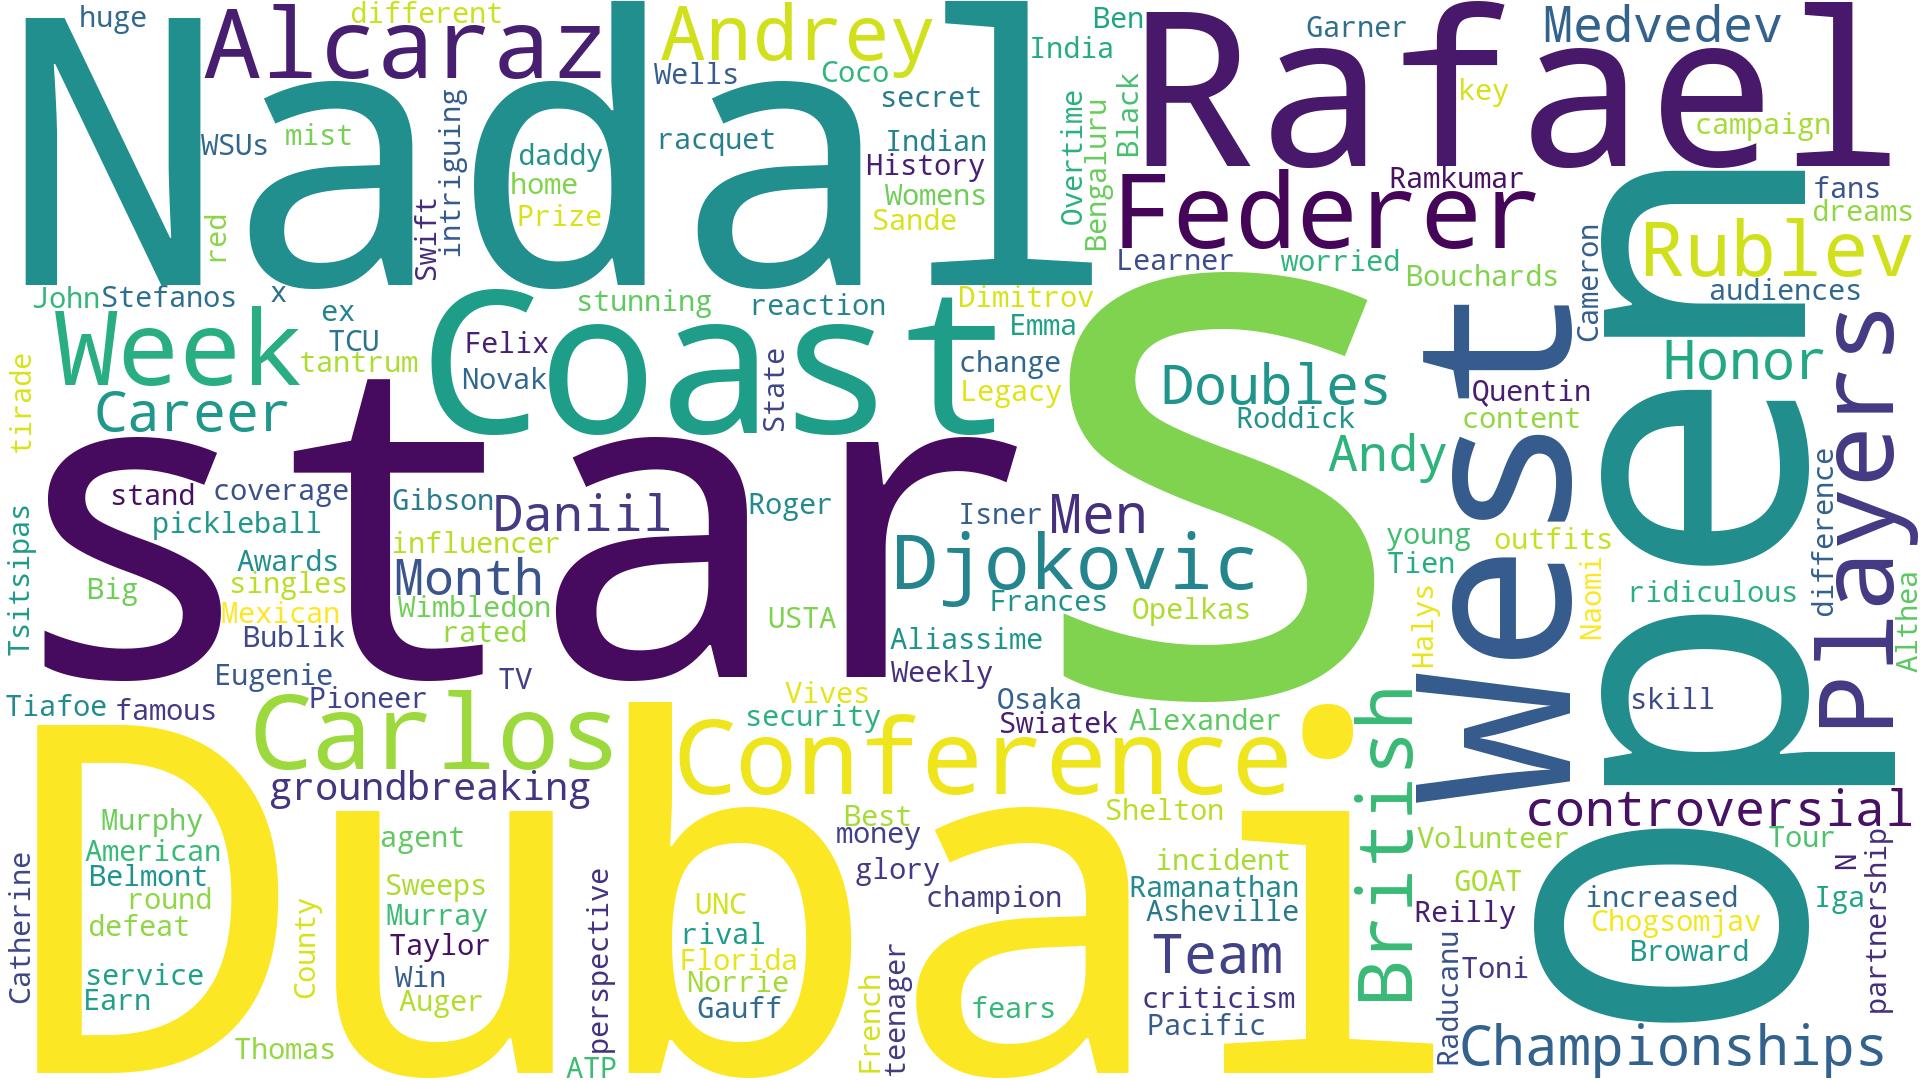 Nadal
Rafael
star
S
Dubai
Open
Coast
West
Federer
Alcaraz
Andrey
Medvedev
Rublev
Week
Career
Doubles
Honor
Players
Andy
Daniil
Men
Month
Djokovic
Carlos
Conference
British
controversial
groundbreaking
Team
Championships
huge
different
Wells
Coco
secret
Ben
India
Garner
key
campaign
WSUs
mist
intriguing
daddy
home
Prize
racquet
Indian
History
Womens
Sande
Overtime
Bengaluru
Black
Ramkumar
fans
dreams
red
Swift
Learner
worried
Bouchards
Cameron
audiences
John
Stefanos
x
ex
TCU
tantrum
stunning
reaction
Dimitrov
Emma
change
Legacy
Felix
Novak
State
Roddick
Quentin
content
tirade
stand
coverage
pickleball
Gibson
influencer
Roger
Isner
young
Tien
outfits
difference
Tsitsipas
Awards
singles
Mexican
Bublik
Big
Wimbledon
rated
USTA
Frances
Opelkas
Aliassime
Weekly
Halys
Naomi
ridiculous
Althea
Eugenie
Pioneer
TV
Tiafoe
famous
Vives
security
Osaka
Swiatek
Alexander
skill
Murphy
American
Belmont
round
defeat
service
Earn
Catherine
County
agent
Sweeps
Murray
Taylor
Win
Auger
Thomas
perspective
ATP
UNC
rival
Florida
Norrie
Gauff
Best
money
glory
champion
Shelton
incident
Ramanathan
Asheville
fears
criticism
Pacific
French
teenager
Volunteer
GOAT
Reilly
Raducanu
Toni
increased
Chogsomjav
Broward
Tour
N
partnership
Iga